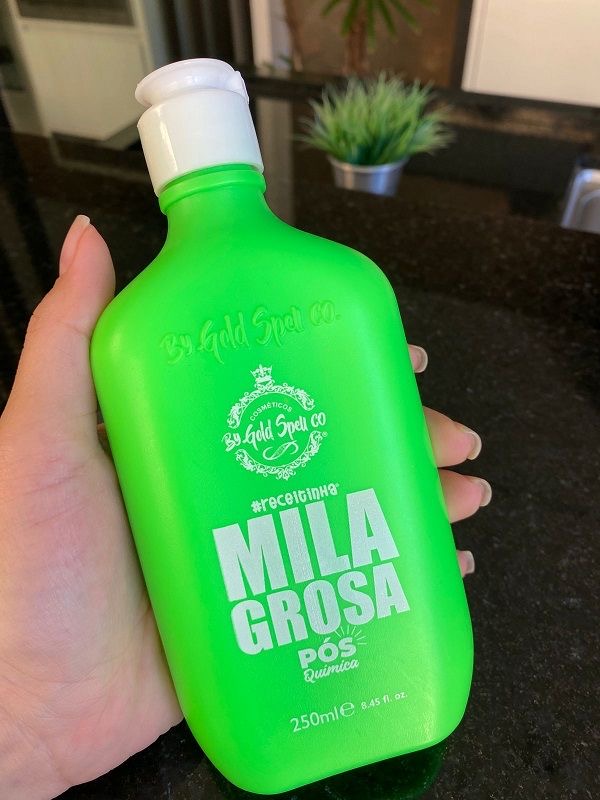 By Gold Spell CO.
COSMÉTICOS
By Gold Spell CO®
#receitinha®
MILA
GROSA
PÓS
Química
250ml℮ 8.45 fl. oz.